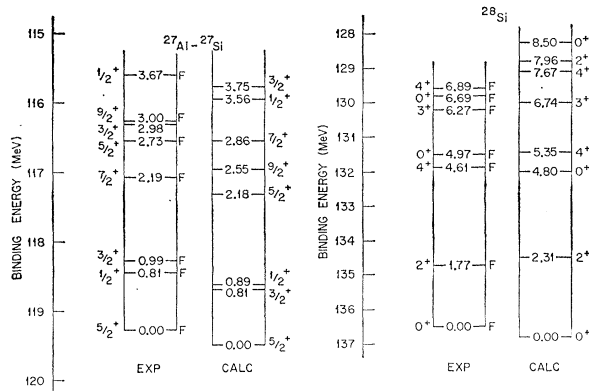 ²⁷Al-²⁷Si
BINDING ENERGY (MeV)
115
116
117
118
119
120
1/2⁺ 3.67 F
9/2⁺ 3.00 F
3/2⁺ 2.98
5/2⁺ 2.73 F
7/2⁺ 2.19 F
3/2⁺ 0.99 F
1/2⁺ 0.81 F
5/2⁺ 0.00 F
EXP
3.75 3/2⁺
3.56 1/2⁺
2.86 7/2⁺
2.55 9/2⁺
2.18 5/2⁺
0.89 1/2⁺
0.81 3/2⁺
0.00 5/2⁺
CALC
²⁸Si
BINDING ENERGY (MeV)
128
129
130
131
132
133
134
135
136
137
4⁺ 6.89 F
0⁺ 6.69 F
3⁺ 6.27 F
0⁺ 4.97 F
4⁺ 4.61 F
2⁺ 1.77 F
0⁺ 0.00 F
EXP
8.50 0⁺
7.96 2⁺
7.67 4⁺
6.74 3⁺
5.35 4⁺
4.80 0⁺
2.31 2⁺
0.00 0⁺
CALC